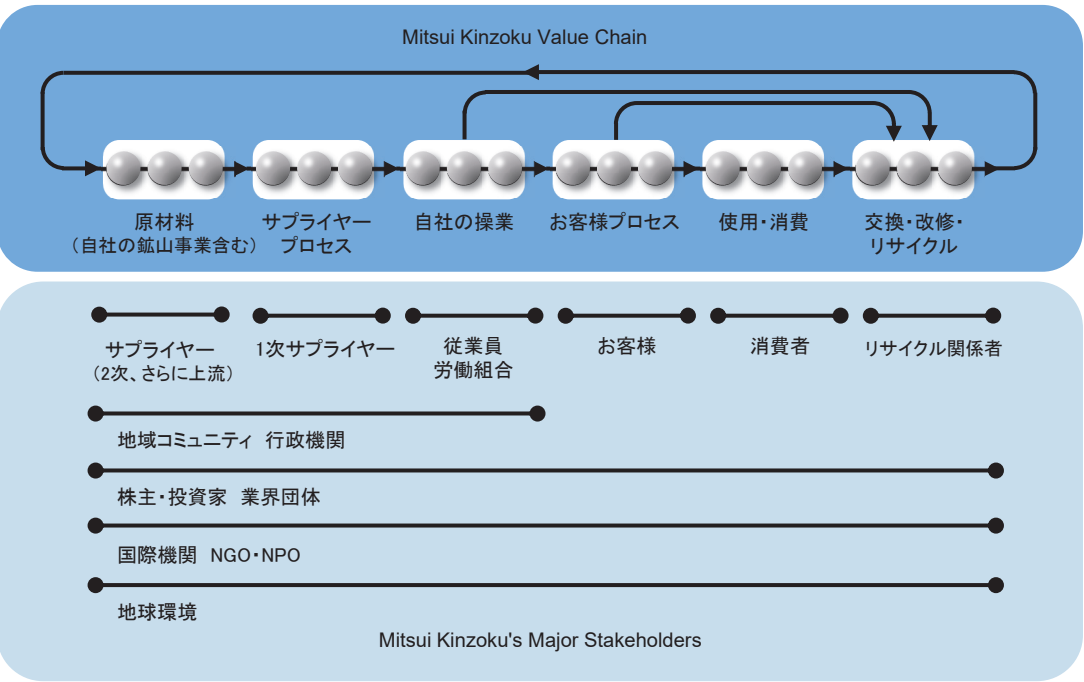 Mitsui Kinzoku Value Chain
原材料
（自社の鉱山事業含む）
サプライヤー
プロセス
自社の操業
お客様プロセス
使用・消費
交換・改修・
リサイクル
サプライヤー
（2次、さらに上流）
1次サプライヤー
従業員
労働組合
お客様
消費者
リサイクル関係者
地域コミュニティ 行政機関
株主・投資家 業界団体
国際機関 NGO・NPO
地球環境
Mitsui Kinzoku's Major Stakeholders